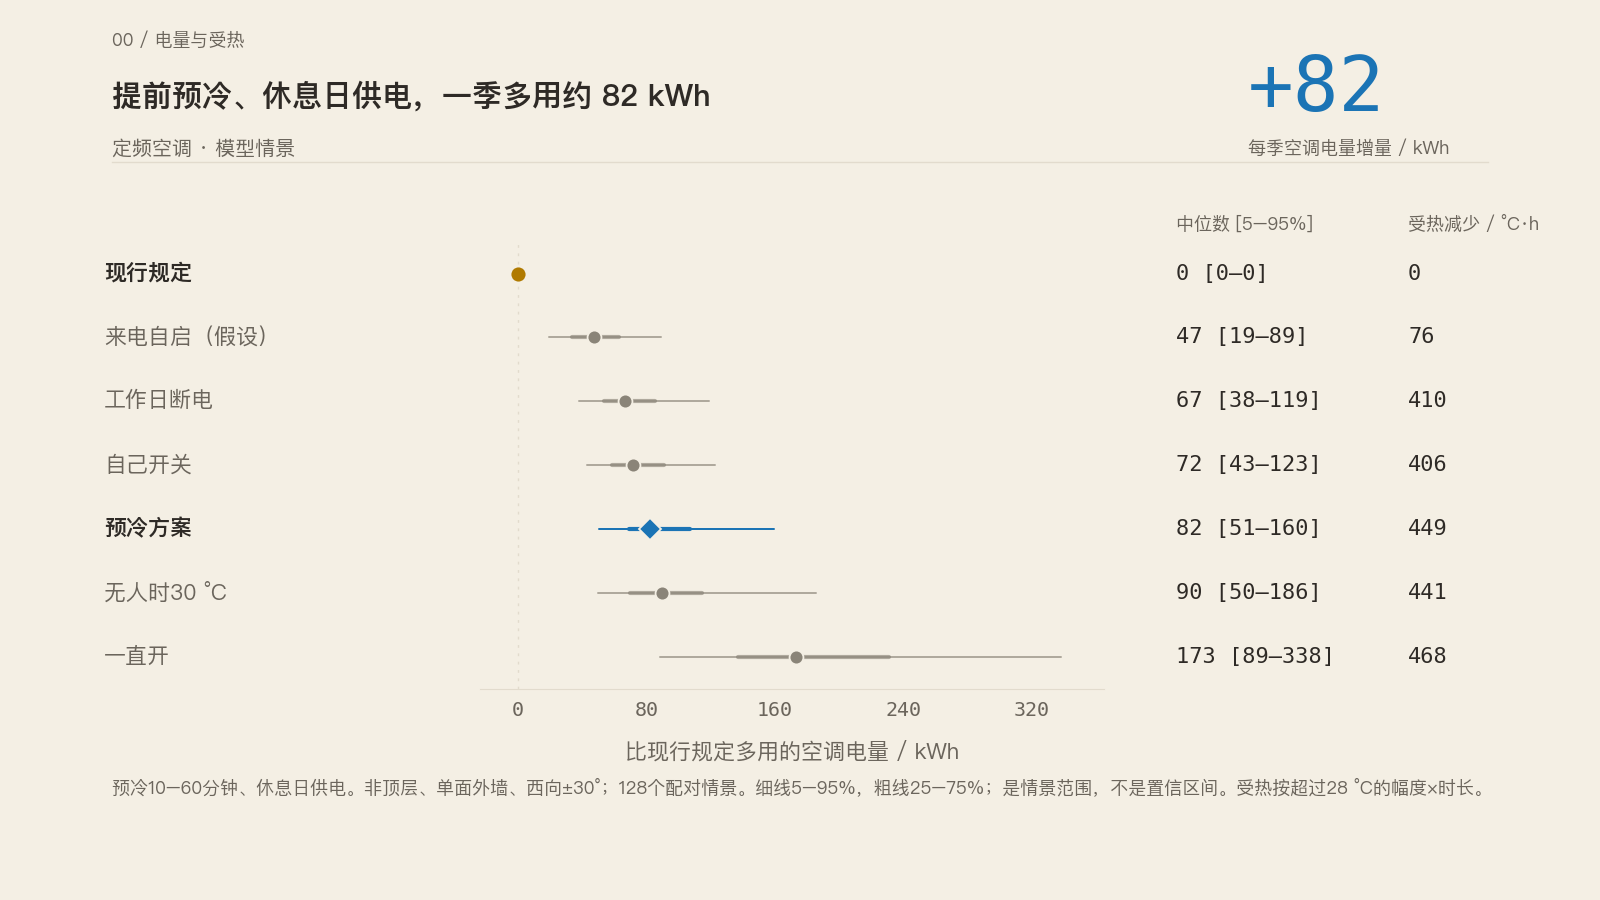 00 / 电量与受热
提前预冷、休息日供电，一季多用约 82 kWh
定频空调 · 模型情景
+82
每季空调电量增量 / kWh
中位数 [5–95%] 受热减少 / °C·h
现行规定 0 [0–0] 0
来电自启（假设） 47 [19–89] 76
工作日断电 67 [38–119] 410
自己开关 72 [43–123] 406
预冷方案 82 [51–160] 449
无人时30 °C 90 [50–186] 441
一直开 173 [89–338] 468
0 80 160 240 320
比现行规定多用的空调电量 / kWh
预冷10–60分钟、休息日供电。非顶层、单面外墙、西向±30°；128个配对情景。细线5–95%，粗线25–75%；是情景范围，不是置信区间。受热按超过28 °C的幅度×时长。